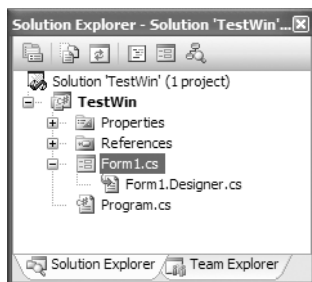 Solution Explorer - Solution 'TestWin'...
Solution 'TestWin' (1 project)
TestWin
Properties
References
Form1.cs
Form1.Designer.cs
Program.cs
Solution Explorer Team Explorer